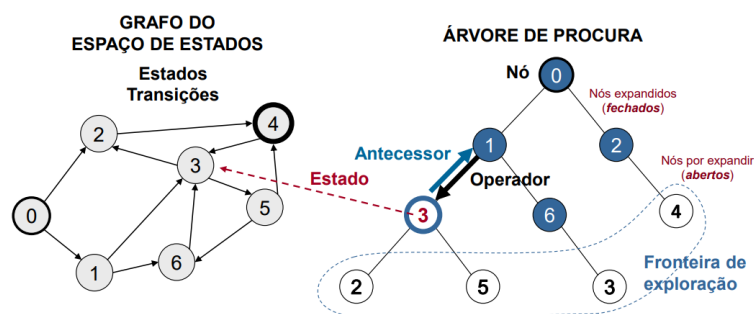 GRAFO DO
ESPAÇO DE ESTADOS
Estados
Transições
2
4
3
0
5
1
6
ÁRVORE DE PROCURA
Nó
0
Nós expandidos
(fechados)
Antecessor
1
2
Nós por expandir
(abertos)
Estado
Operador
3
6
4
Fronteira de
exploração
2
5
3